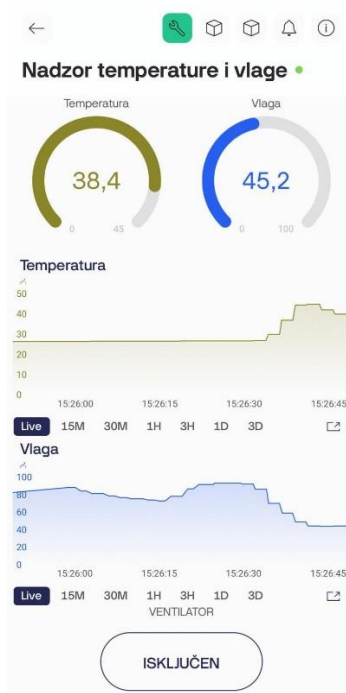 Nadzor temperature i vlage
Temperatura Vlaga
38,4 45,2
0 45 0 100
Temperatura
50
40
30
20
10
0
15:26:00 15:26:15 15:26:30 15:26:45
Live 15M 30M 1H 3H 1D 3D
Vlaga
100
80
60
40
20
0
15:26:00 15:26:15 15:26:30 15:26:45
Live 15M 30M 1H 3H 1D 3D
VENTILATOR
ISKLJUČEN